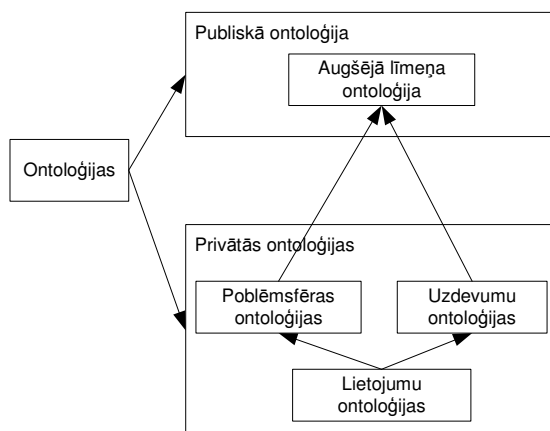 Publiskā ontoloģija
Augšējā līmeņa
ontoloģija
Ontoloģijas
Privātās ontoloģijas
Poblēmsfēras
ontoloģijas
Uzdevumu
ontoloģijas
Lietojumu
ontoloģijas